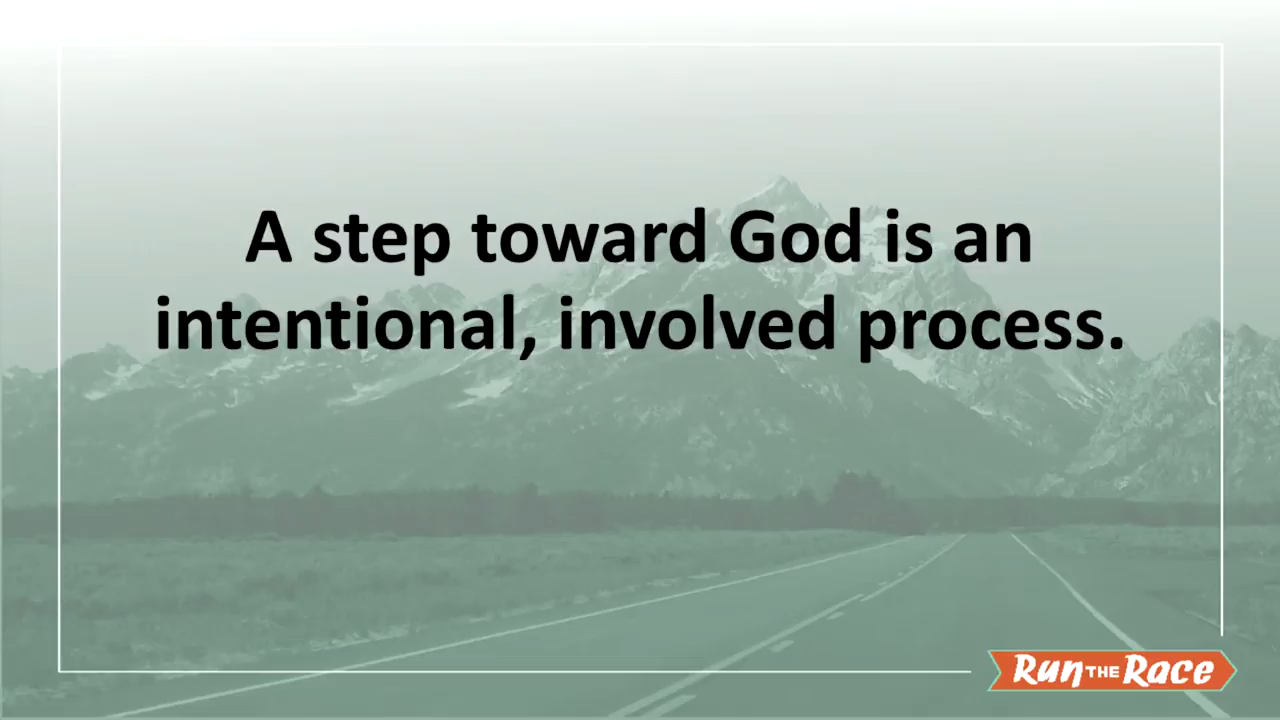 A step toward God is an
intentional, involved process.
Run THE Race